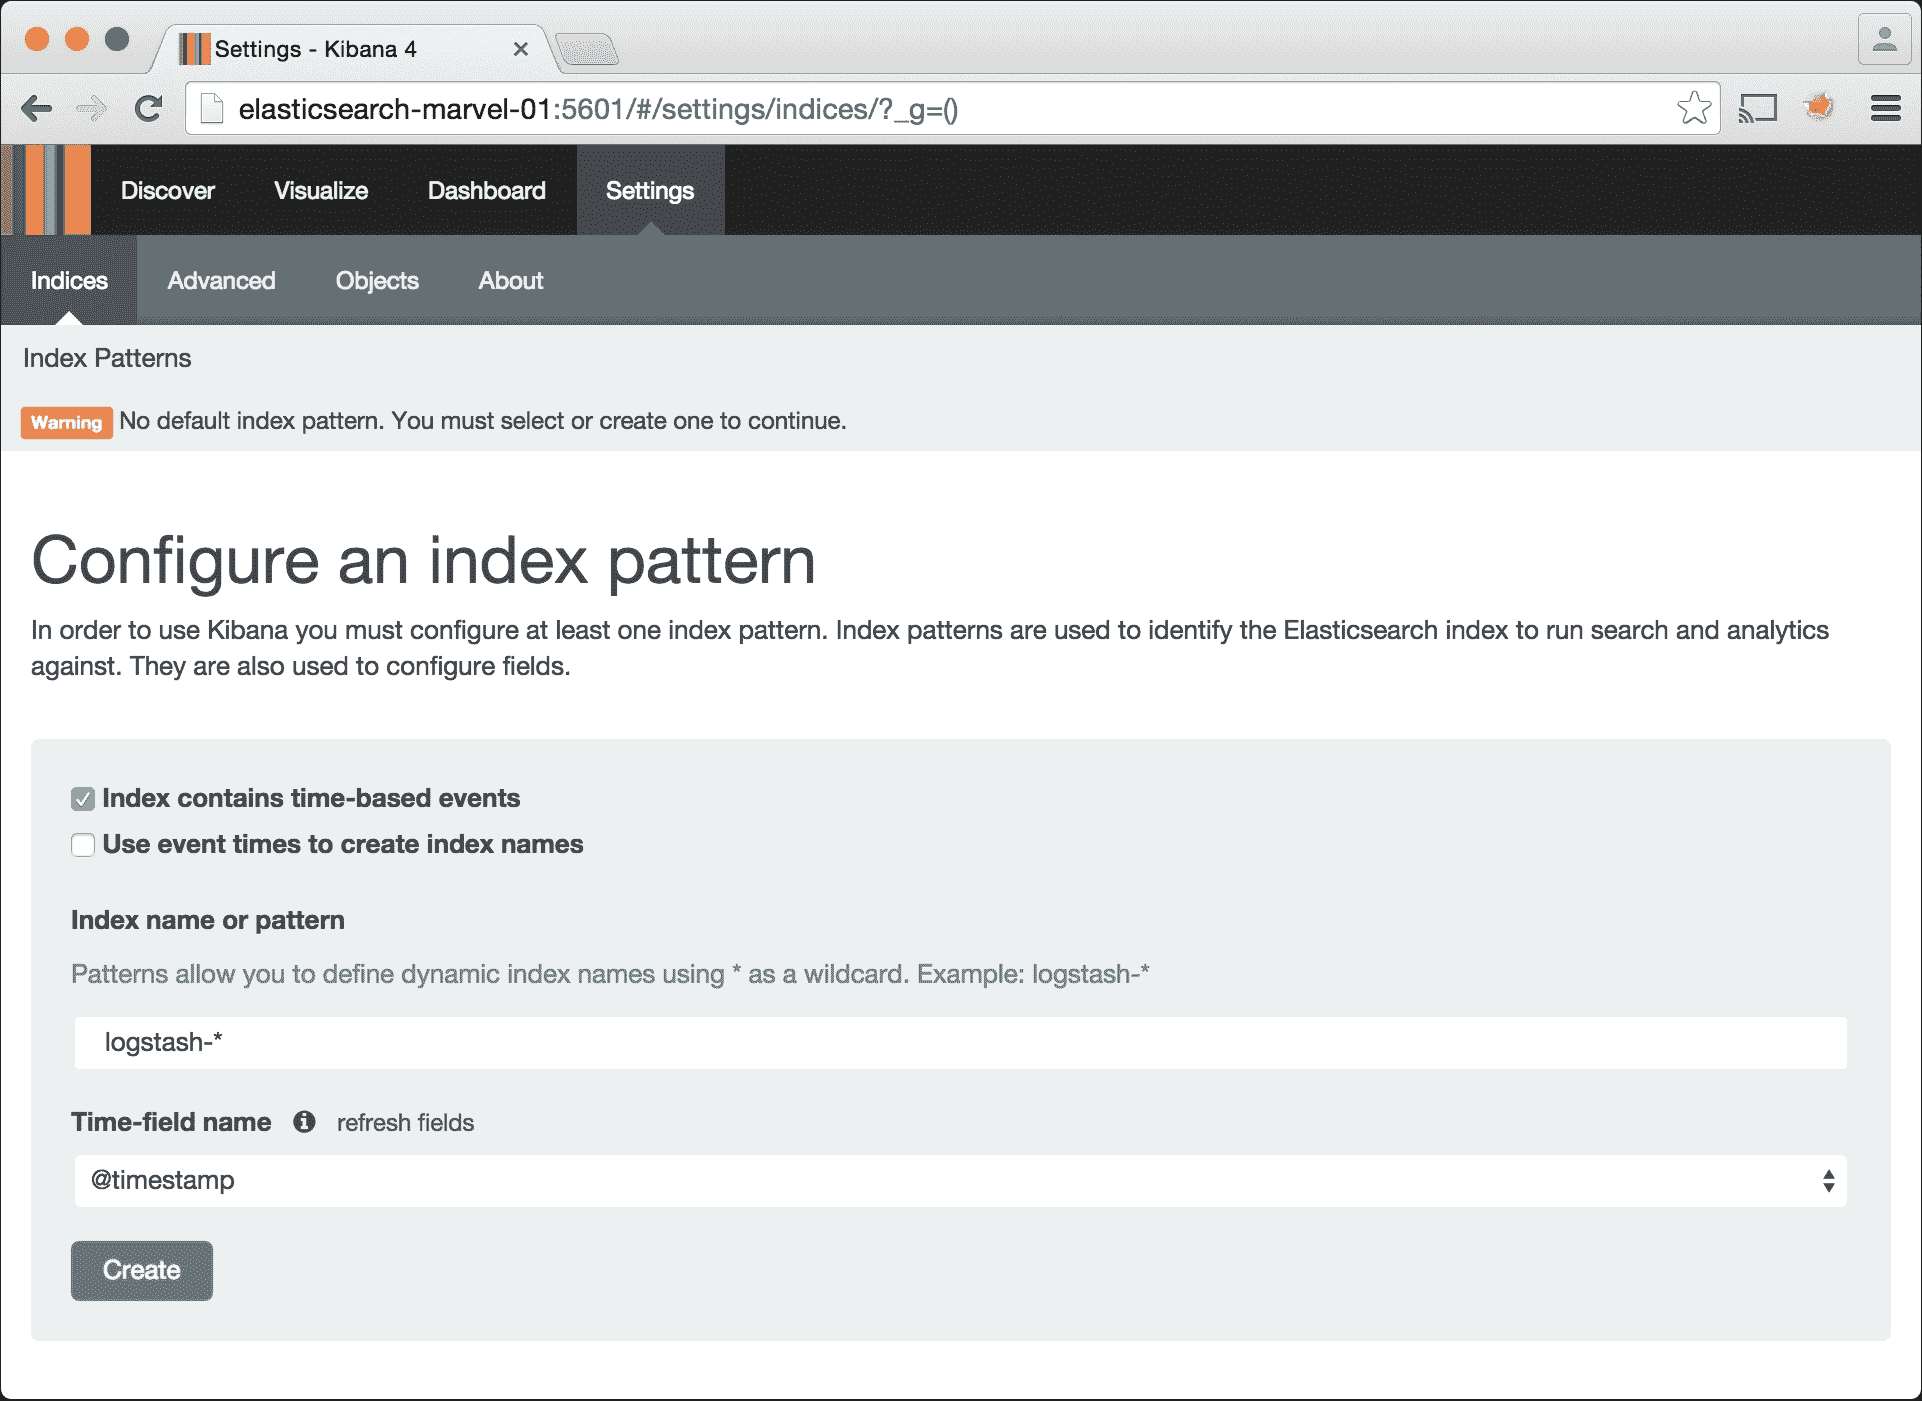 Settings - Kibana 4
elasticsearch-marvel-01:5601/#/settings/indices/?_g=()
Discover Visualize Dashboard Settings
Indices Advanced Objects About
Index Patterns
Warning No default index pattern. You must select or create one to continue.
Configure an index pattern
In order to use Kibana you must configure at least one index pattern. Index patterns are used to identify the Elasticsearch index to run search and analytics
against. They are also used to configure fields.
Index contains time-based events
Use event times to create index names
Index name or pattern
Patterns allow you to define dynamic index names using * as a wildcard. Example: logstash-*
logstash-*
Time-field name refresh fields
@timestamp
Create